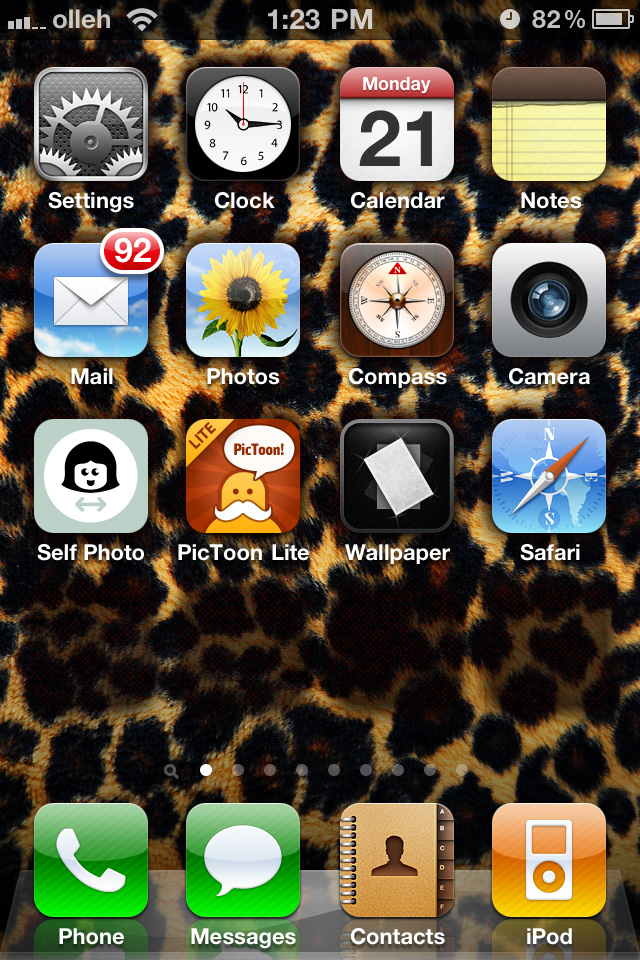 olleh 1:23 PM 82%
Monday
21
Settings Clock Calendar Notes
92
Mail Photos Compass Camera
LITE
PicToon!
Self Photo PicToon Lite Wallpaper Safari
Phone Messages Contacts iPod